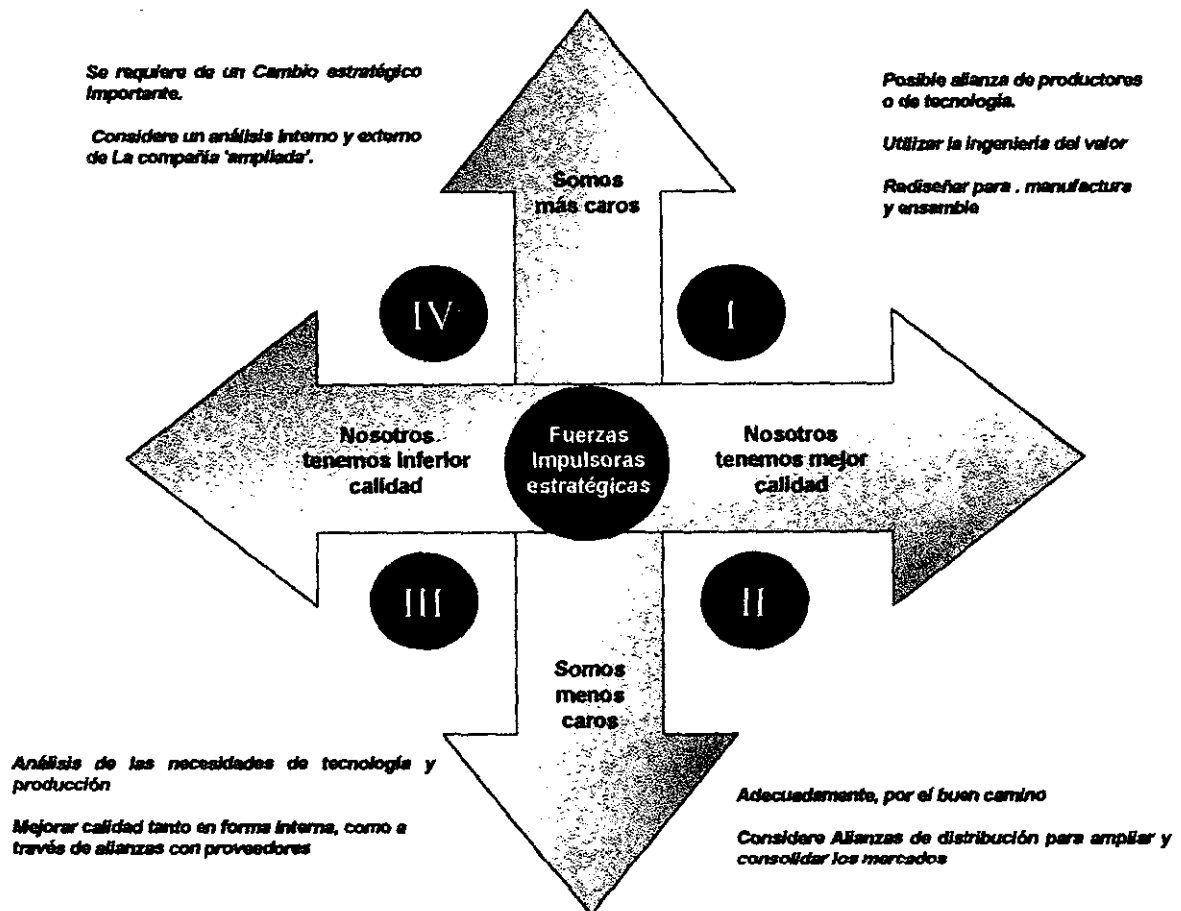 Se requiere de un Cambio estratégico
Importante.
Considere un análisis interno y externo
de La compañía 'ampliada'.
Posible alianza de productores
o de tecnología.
Utilizar la ingeniería del valor
Rediseñar para . manufactura
y ensamble
Somos
más caros
IV
I
Nosotros
tenemos inferior
calidad
Fuerzas
Impulsoras
estratégicas
Nosotros
tenemos mejor
calidad
III
II
Somos
menos
caros
Análisis de las necesidades de tecnología y
producción
Mejorar calidad tanto en forma interna, como a
través de alianzas con proveedores
Adecuadamente, por el buen camino
Considere Alianzas de distribución para ampliar y
consolidar los mercados